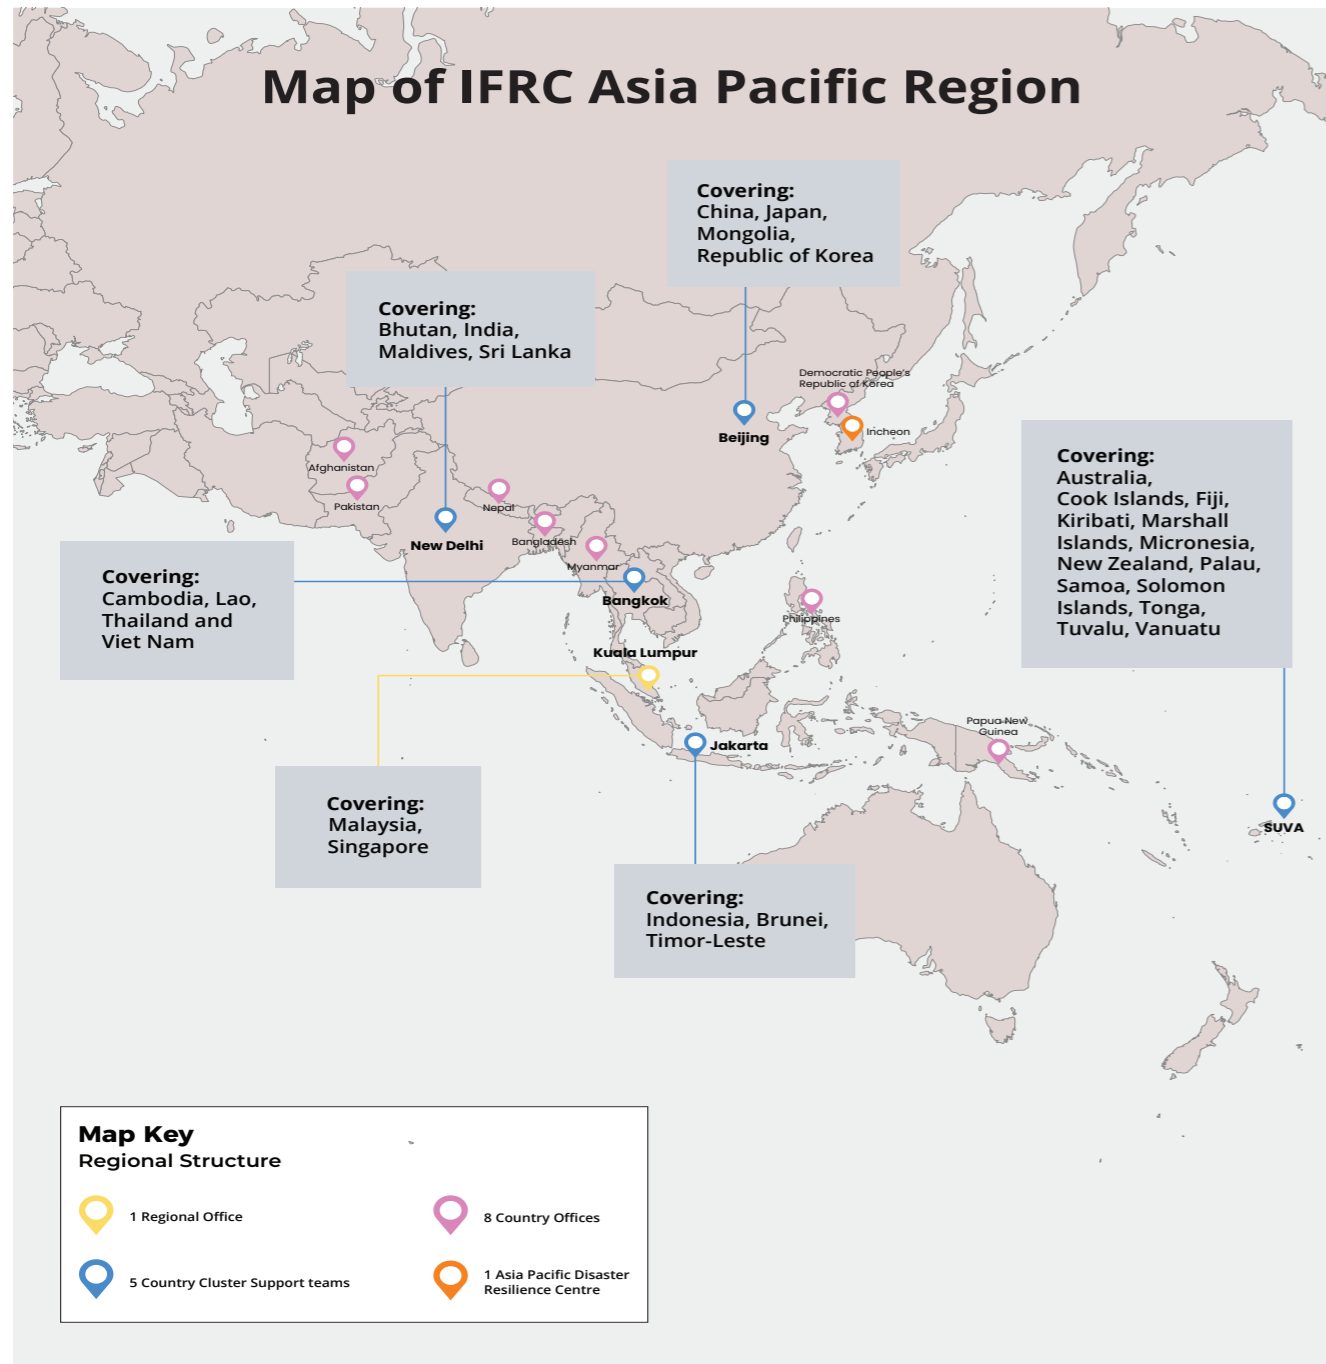 Map of IFRC Asia Pacific Region
Covering:
China, Japan,
Mongolia,
Republic of Korea
Covering:
Bhutan, India,
Maldives, Sri Lanka
Democratic People's
Republic of Korea
Incheon
Beijing
Afghanistan
Pakistan
Nepal
New Delhi
Bangladesh
Myanmar
Covering:
Australia,
Cook Islands, Fiji,
Kiribati, Marshall
Islands, Micronesia,
New Zealand, Palau,
Samoa, Solomon
Islands, Tonga,
Tuvalu, Vanuatu
Covering:
Cambodia, Lao,
Thailand and
Viet Nam
Bangkok
Philippines
Kuala Lumpur
Jakarta
Papua New
Guinea
SUVA
Covering:
Malaysia,
Singapore
Covering:
Indonesia, Brunei,
Timor-Leste
Map Key
Regional Structure
1 Regional Office
8 Country Offices
5 Country Cluster Support teams
1 Asia Pacific Disaster
Resilience Centre